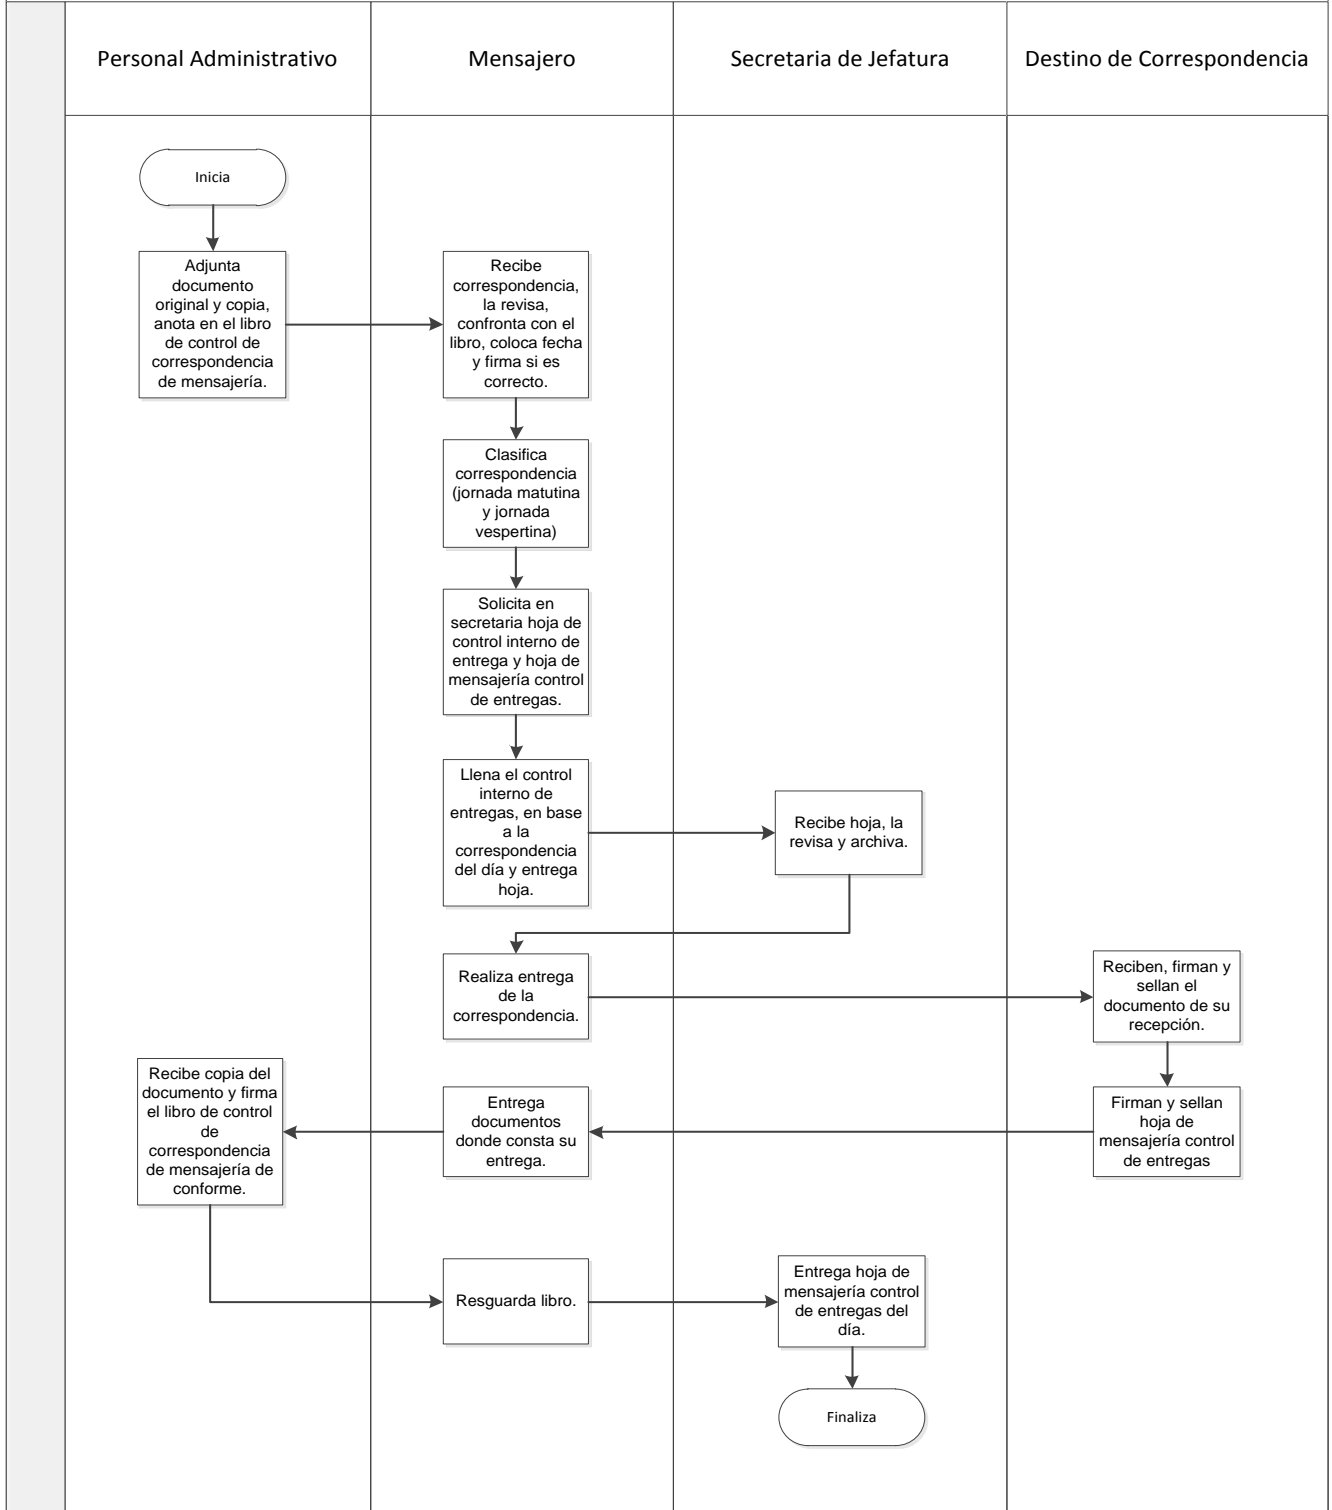 Personal Administrativo
Mensajero
Secretaria de Jefatura
Destino de Correspondencia
Inicia
Adjunta
documento
original y copia,
anota en el libro
de control de
correspondencia
de mensajería.
Recibe
correspondencia,
la revisa,
confronta con el
libro, coloca fecha
y firma si es
correcto.
Clasifica
correspondencia
(jornada matutina
y jornada
vespertina)
Solicita en
secretaria hoja de
control interno de
entrega y hoja de
mensajería control
de entregas.
Llena el control
interno de
entregas, en base
a la
correspondencia
del día y entrega
hoja.
Recibe hoja, la
revisa y archiva.
Realiza entrega
de la
correspondencia.
Reciben, firman y
sellan el
documento de su
recepción.
Firman y sellan
hoja de
mensajería control
de entregas
Entrega
documentos
donde consta su
entrega.
Recibe copia del
documento y firma
el libro de control
de
correspondencia
de mensajería de
conforme.
Resguarda libro.
Entrega hoja de
mensajería control
de entregas del
día.
Finaliza